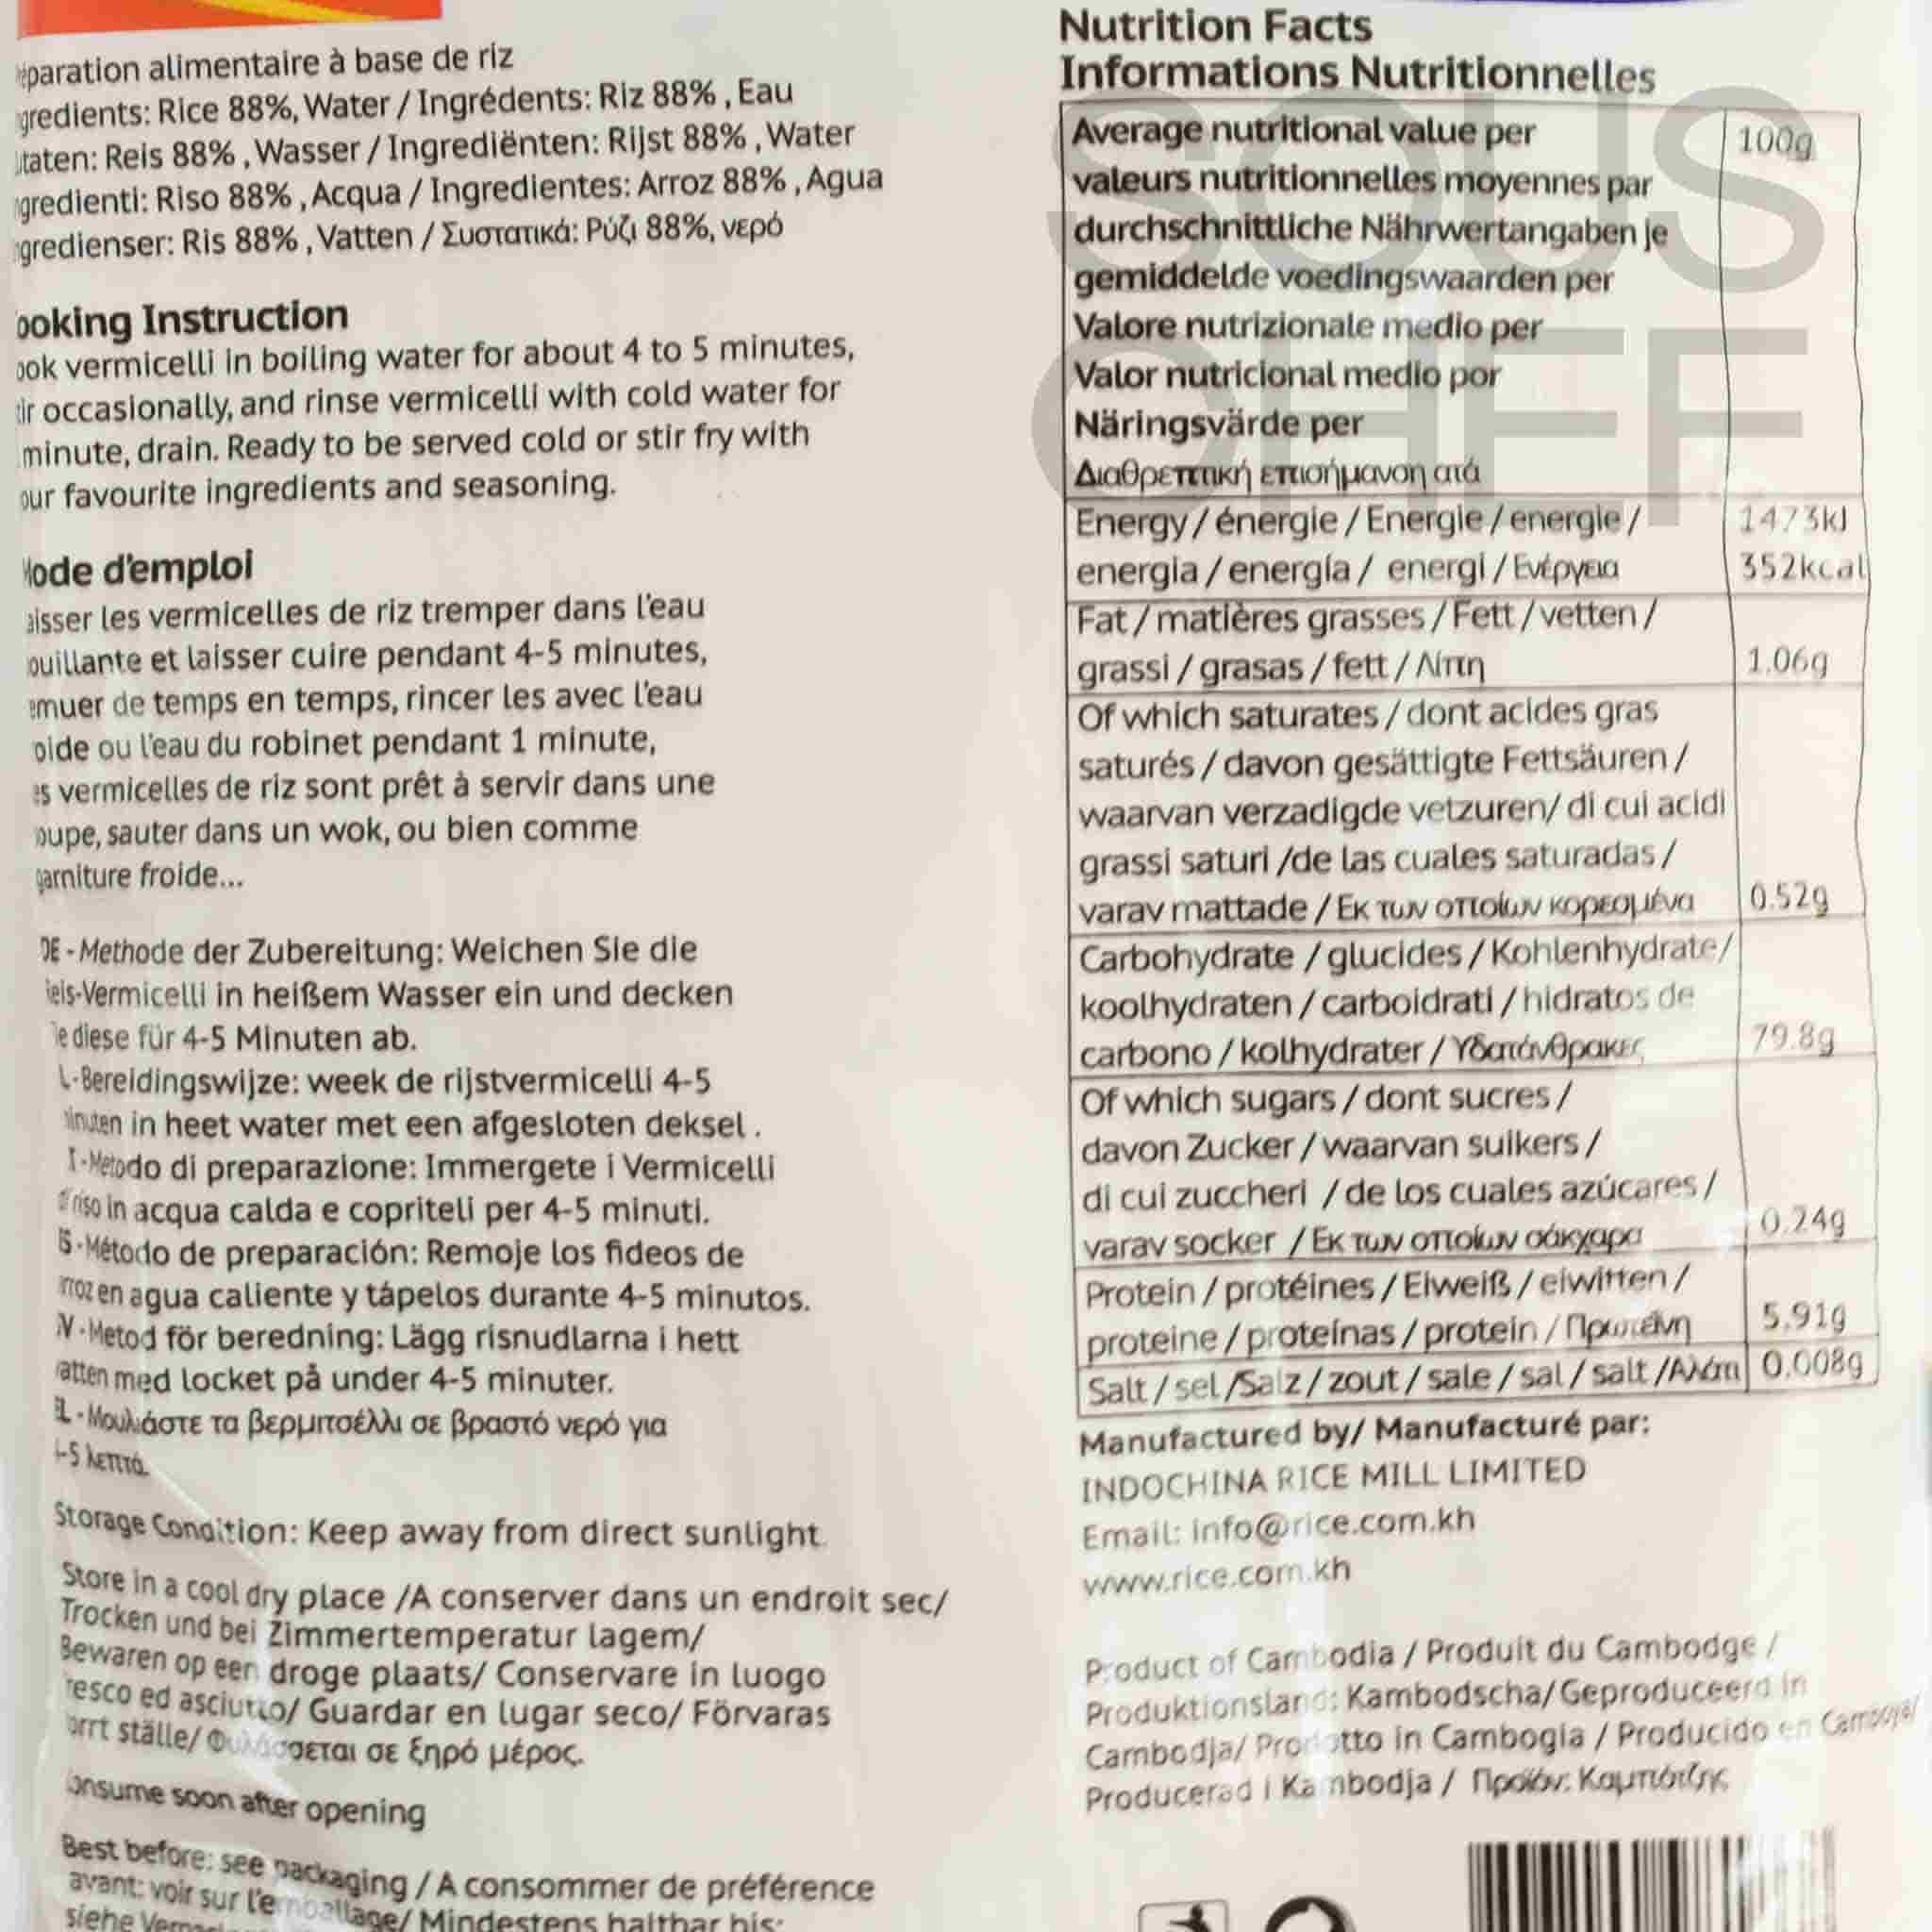 paration alimentaire à base de riz
gredients: Rice 88%, Water / Ingrédents: Riz 88% , Eau
taten: Reis 88% , Wasser / Ingrediënten: Rijst 88% , Water
gredienti: Riso 88% , Acqua / Ingredientes: Arroz 88% , Agua
gredienser: Ris 88% , Vatten / Συστατικά: Ρύζι 88%, νερό
ooking Instruction
ook vermicelli in boiling water for about 4 to 5 minutes,
ir occasionally, and rinse vermicelli with cold water for
minute, drain. Ready to be served cold or stir fry with
our favourite ingredients and seasoning.
ode d'emploi
aisser les vermicelles de riz tremper dans l'eau
ouillante et laisser cuire pendant 4-5 minutes,
emuer de temps en temps, rincer les avec l'eau
oide ou l'eau du robinet pendant 1 minute,
es vermicelles de riz sont prêt à servir dans une
oupe, sauter dans un wok, ou bien comme
garniture froide...
DE - Methode der Zubereitung: Weichen Sie die
eis-Vermicelli in heißem Wasser ein und decken
ie diese für 4-5 Minuten ab.
L - Bereidingswijze: week de rijstvermicelli 4-5
inuten in heet water met een afgesloten deksel .
IT - Metodo di preparazione: Immergete i Vermicelli
di riso in acqua calda e copriteli per 4-5 minuti.
ES - Método de preparación: Remoje los fideos de
arroz en agua caliente y tápelos durante 4-5 minutos.
SV - Metod för beredning: Lägg risnudlarna i hett
vatten med locket på under 4-5 minuter.
EL - Μουλιάστε τα βερμιτσέλλι σε βραστό νερό για
4-5 λεπτά.
Storage Condition: Keep away from direct sunlight.
Store in a cool dry place /A conserver dans un endroit sec/
Trocken und bei Zimmertemperatur lagem/
Bewaren op een droge plaats/ Conservare in luogo
resco ed asciutto/ Guardar en lugar seco/ Förvaras
orrt ställe/ Φυλάσσεται σε ξηρό μέρος.
onsume soon after opening
Best before: see packaging / A consommer de préférence
avant: voir sur l'emballage/ Mindestens haltbar bis:
siehe
Nutrition Facts
Informations Nutritionnelles
SOUS
CHEF
Average nutritional value per 100g
valeurs nutritionnelles moyennes par
durchschnittliche Nährwertangaben je
gemiddelde voedingswaarden per
Valore nutrizionale medio per
Valor nutricional medio por
Näringsvärde per
Διαθρεπτική επισήμανση ατά
Energy / énergie / Energie / energie / 1473kJ
energia / energía / energi / Ενέργεια 352kcal
Fat / matières grasses / Fett / vetten /
grassi / grasas / fett / Λίπη 1.06g
Of which saturates / dont acides gras
saturés / davon gesättigte Fettsäuren /
waarvan verzadigde vetzuren/ di cui acidi
grassi saturi /de las cuales saturadas /
varav mattade / Εκ των οποίων κορεσμένα 0.52g
Carbohydrate / glucides / Kohlenhydrate/
koolhydraten / carboidrati / hidratos de
carbono / kolhydrater / Υδατάνθρακες 79.8g
Of which sugars / dont sucres /
davon Zucker / waarvan suikers /
di cui zuccheri / de los cuales azúcares /
varav socker / Εκ των οποίων σάκχαρα 0.24g
Protein / protéines / Eiweiß / eiwitten /
proteine / proteínas / protein / Πρωτεΐνη 5.91g
Salt / sel /Salz / zout / sale / sal / salt /Αλάτι 0.008g
Manufactured by/ Manufacturé par:
INDOCHINA RICE MILL LIMITED
Email: info@rice.com.kh
www.rice.com.kh
Product of Cambodia / Produit du Cambodge /
Produktionsland: Kambodscha/ Geproduceerd in
Cambodja/ Prodotto in Cambogia / Producido en Camboya/
Producerad i Kambodja / Προϊόν: Καμπότζης